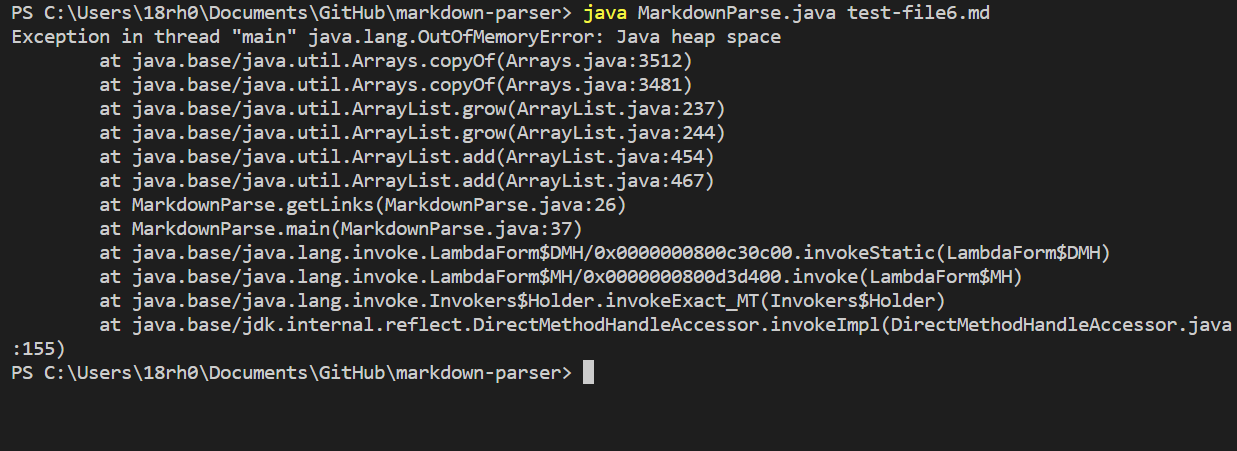 PS C:\Users\18rh0\Documents\GitHub\markdown-parser> java MarkdownParse.java test-file6.md
Exception in thread "main" java.lang.OutOfMemoryError: Java heap space
        at java.base/java.util.Arrays.copyOf(Arrays.java:3512)
        at java.base/java.util.Arrays.copyOf(Arrays.java:3481)
        at java.base/java.util.ArrayList.grow(ArrayList.java:237)
        at java.base/java.util.ArrayList.grow(ArrayList.java:244)
        at java.base/java.util.ArrayList.add(ArrayList.java:454)
        at java.base/java.util.ArrayList.add(ArrayList.java:467)
        at MarkdownParse.getLinks(MarkdownParse.java:26)
        at MarkdownParse.main(MarkdownParse.java:37)
        at java.base/java.lang.invoke.LambdaForm$DMH/0x0000000800c30c00.invokeStatic(LambdaForm$DMH)
        at java.base/java.lang.invoke.LambdaForm$MH/0x0000000800d3d400.invoke(LambdaForm$MH)
        at java.base/java.lang.invoke.Invokers$Holder.invokeExact_MT(Invokers$Holder)
        at java.base/jdk.internal.reflect.DirectMethodHandleAccessor.invokeImpl(DirectMethodHandleAccessor.java
:155)
PS C:\Users\18rh0\Documents\GitHub\markdown-parser>